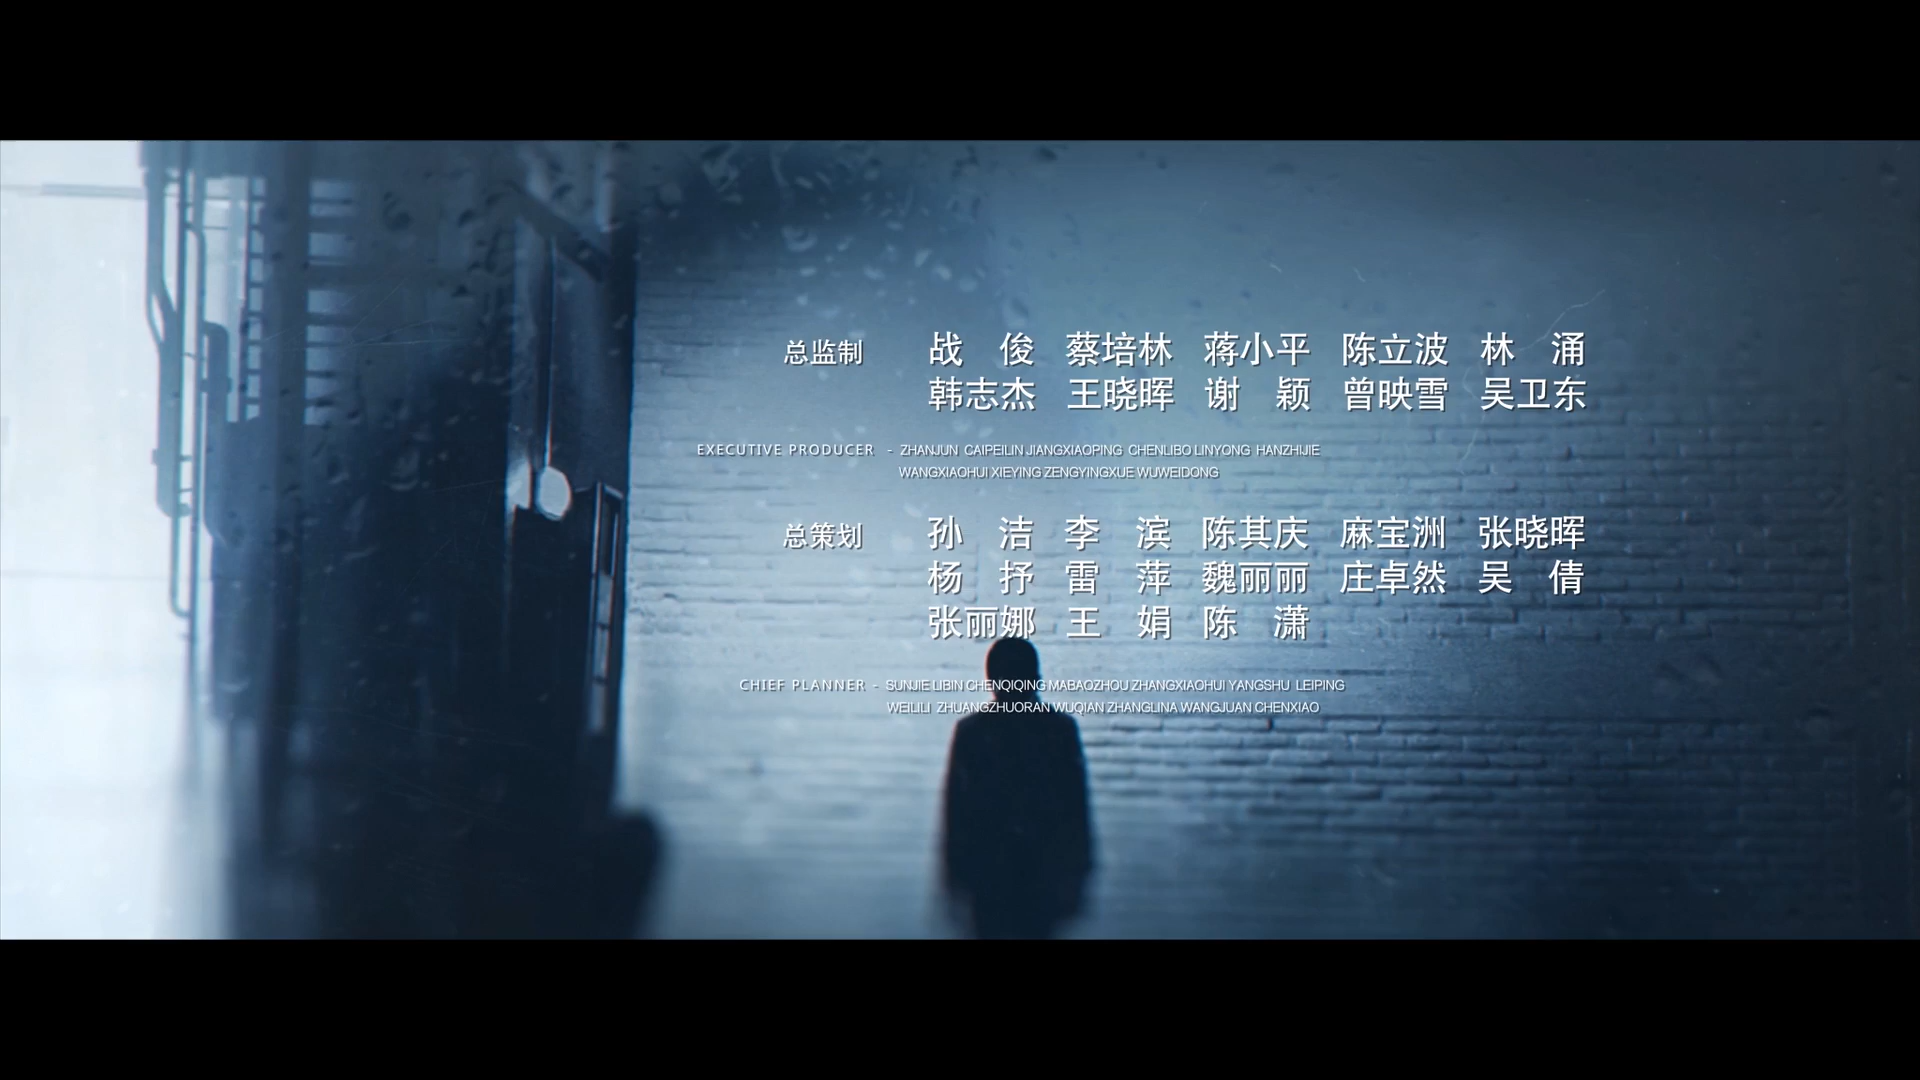 总监制 战 俊 蔡培林 蒋小平 陈立波 林 涌
韩志杰 王晓晖 谢 颖 曾映雪 吴卫东
EXECUTIVE PRODUCER - ZHANJUN CAIPEILIN JIANGXIAOPING CHENLIBO LINYONG HANZHIJIE
WANGXIAOHUI XIEYING ZENGYINGXUE WUWEIDONG
总策划 孙 洁 李 滨 陈其庆 麻宝洲 张晓晖
杨 抒 雷 萍 魏丽丽 庄卓然 吴 倩
张丽娜 王 娟 陈 潇
CHIEF PLANNER - SUNJIE LIBIN CHENQIQING MABAOZHOU ZHANGXIAOHUI YANGSHU LEIPING
WEILILI ZHUANGZHUORAN WUQIAN ZHANGLINA WANGJUAN CHENXIAO